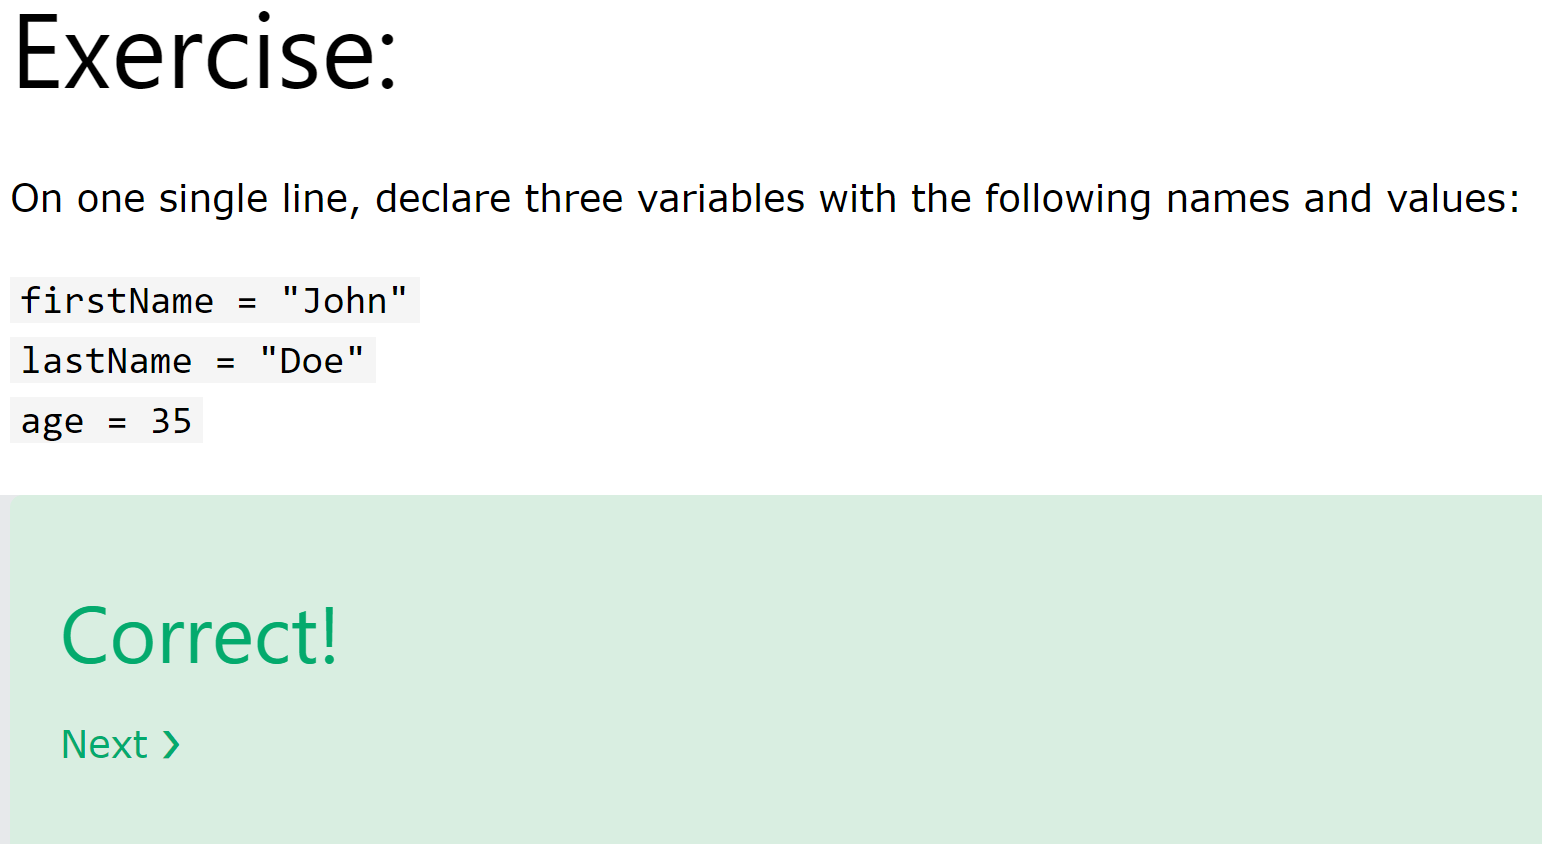 Exercise:
On one single line, declare three variables with the following names and values:
firstName = "John"
lastName = "Doe"
age = 35
Correct!
Next ❯